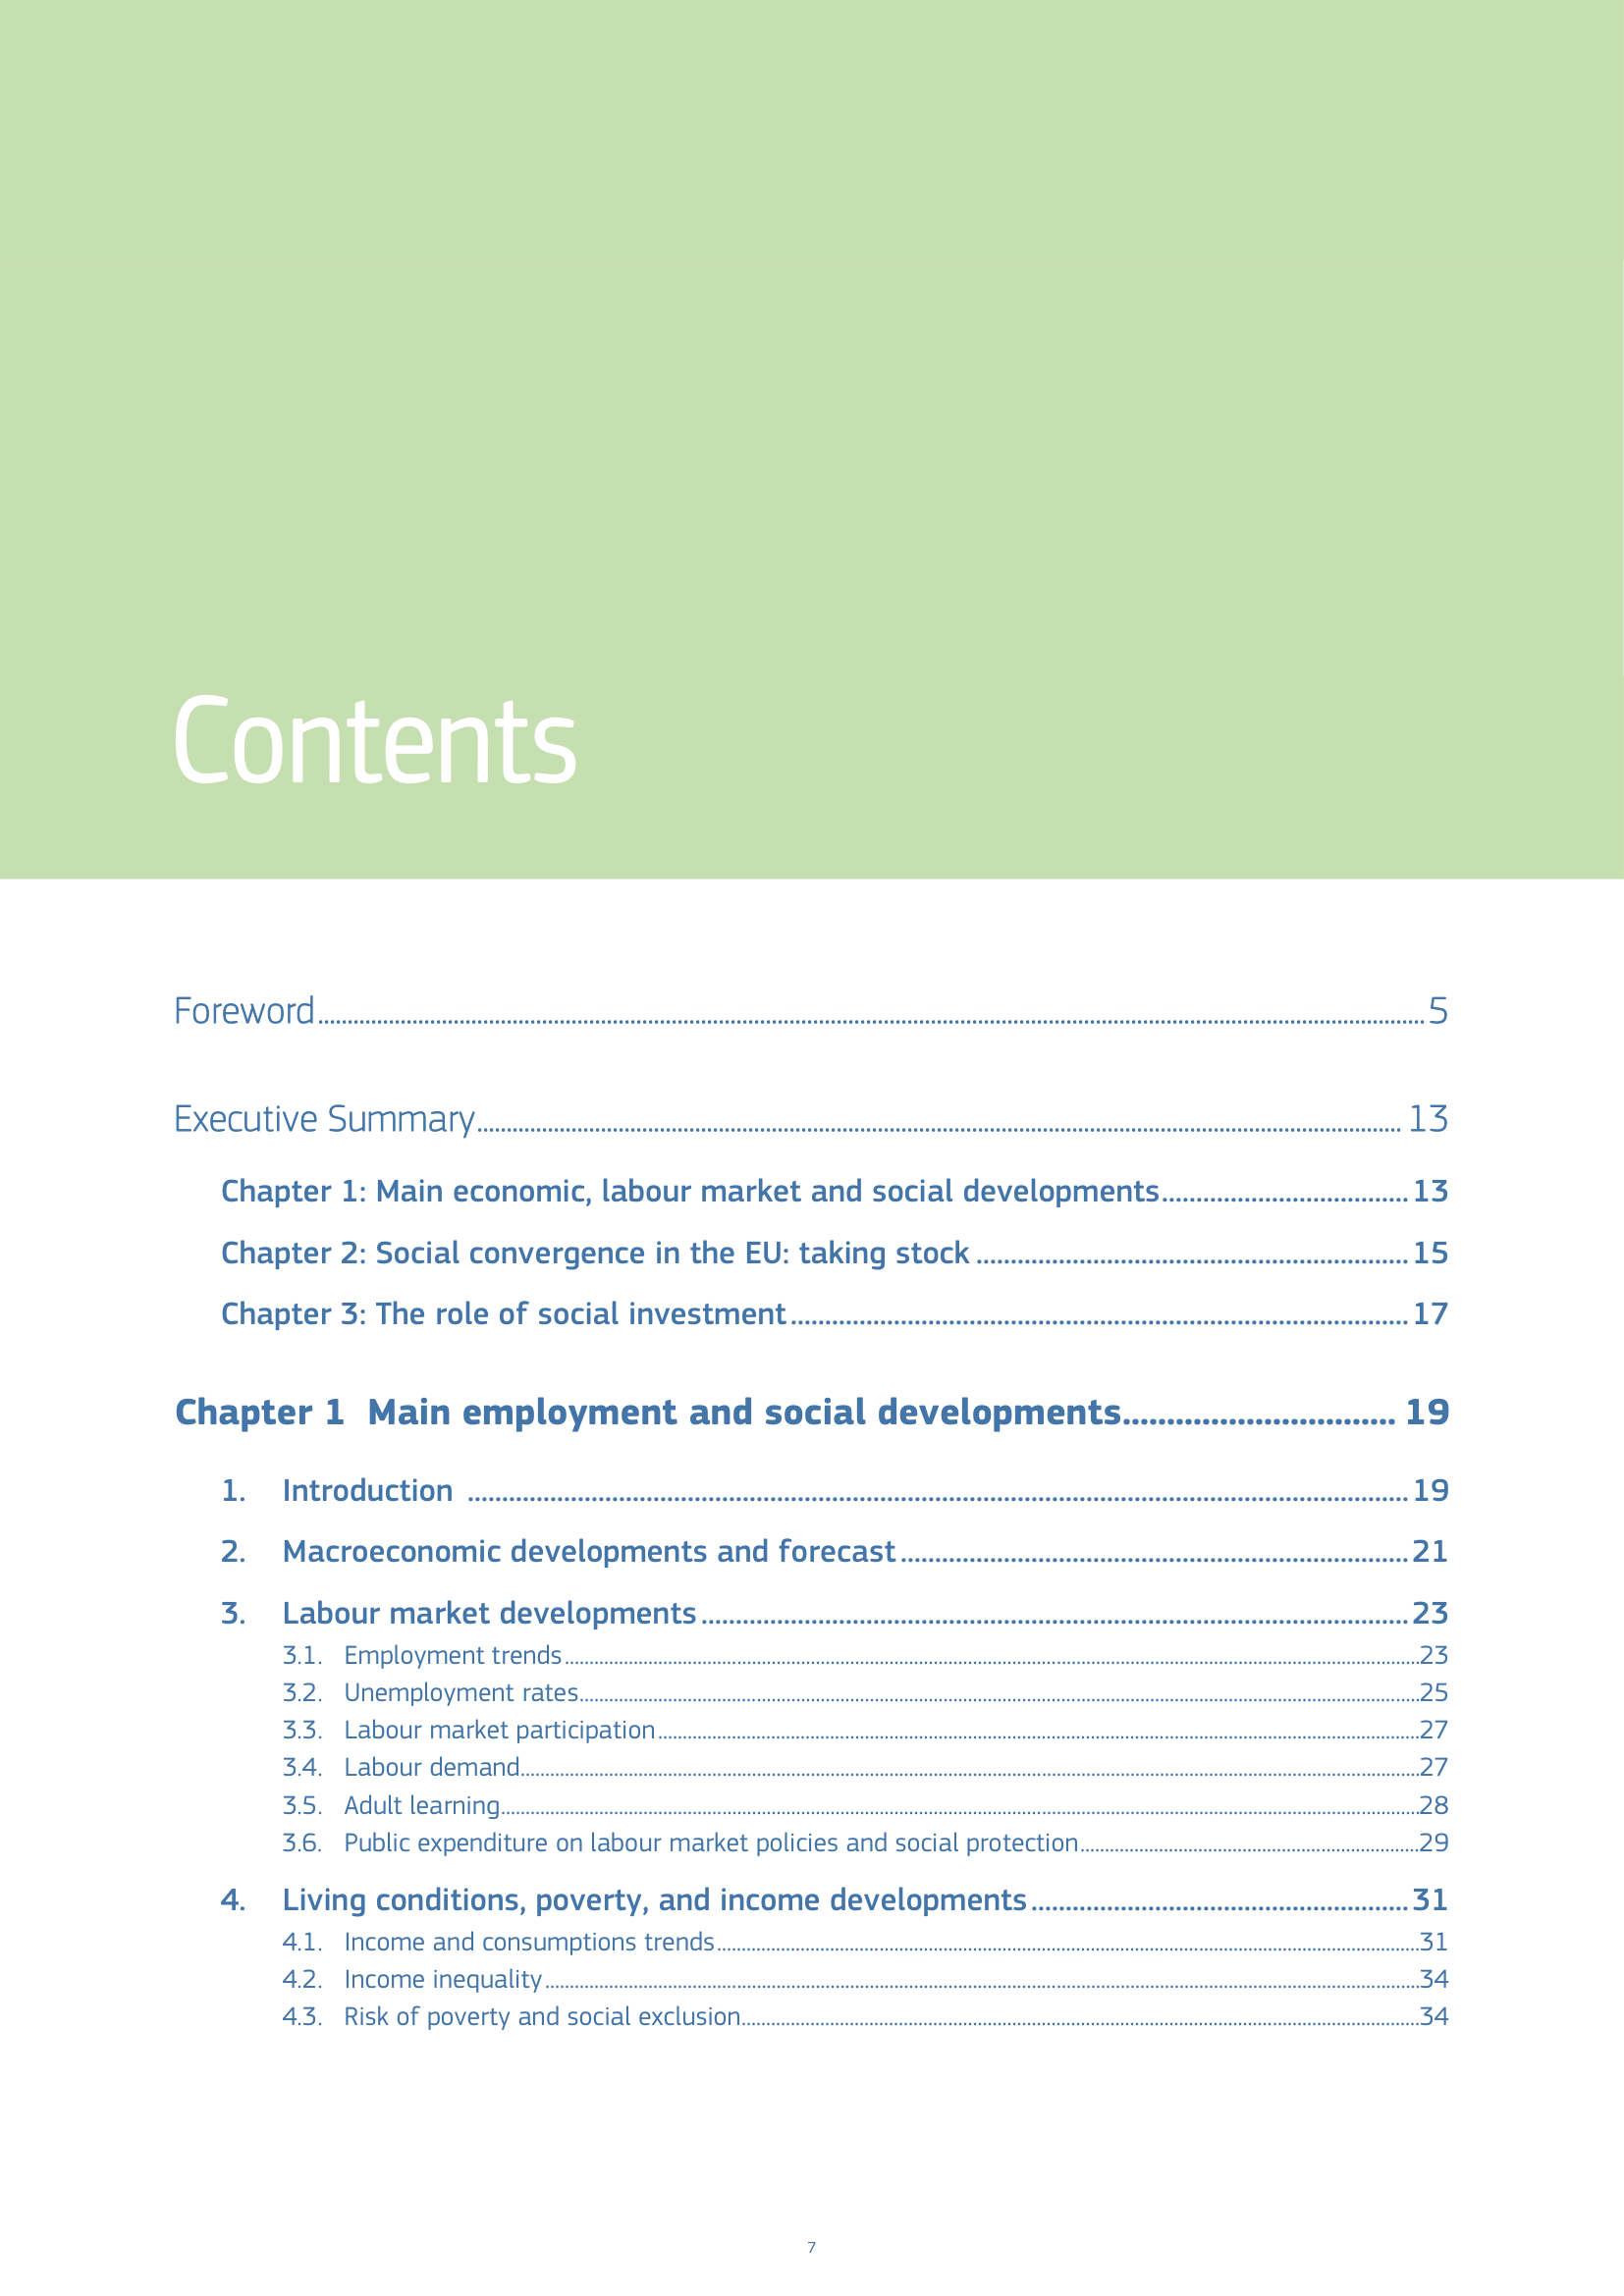 Contents
Foreword 5
Executive Summary 13
Chapter 1: Main economic, labour market and social developments 13
Chapter 2: Social convergence in the EU: taking stock 15
Chapter 3: The role of social investment 17
Chapter 1 Main employment and social developments 19
1. Introduction 19
2. Macroeconomic developments and forecast 21
3. Labour market developments 23
3.1. Employment trends 23
3.2. Unemployment rates 25
3.3. Labour market participation 27
3.4. Labour demand 27
3.5. Adult learning 28
3.6. Public expenditure on labour market policies and social protection 29
4. Living conditions, poverty, and income developments 31
4.1. Income and consumptions trends 31
4.2. Income inequality 34
4.3. Risk of poverty and social exclusion 34
7